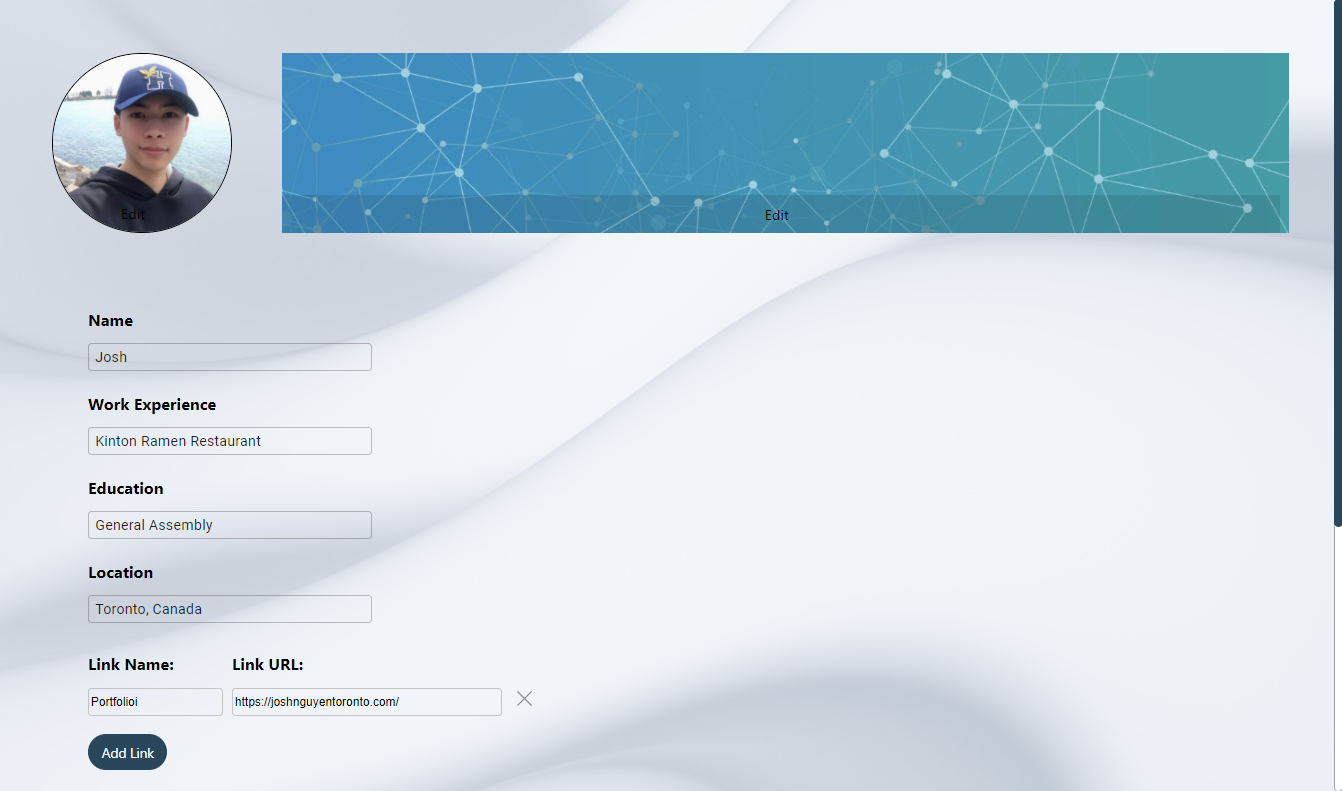 Edit
Edit
Name
Josh
Work Experience
Kinton Ramen Restaurant
Education
General Assembly
Location
Toronto, Canada
Link Name: Link URL:
Portfolioi https://joshnguyentoronto.com/
Add Link